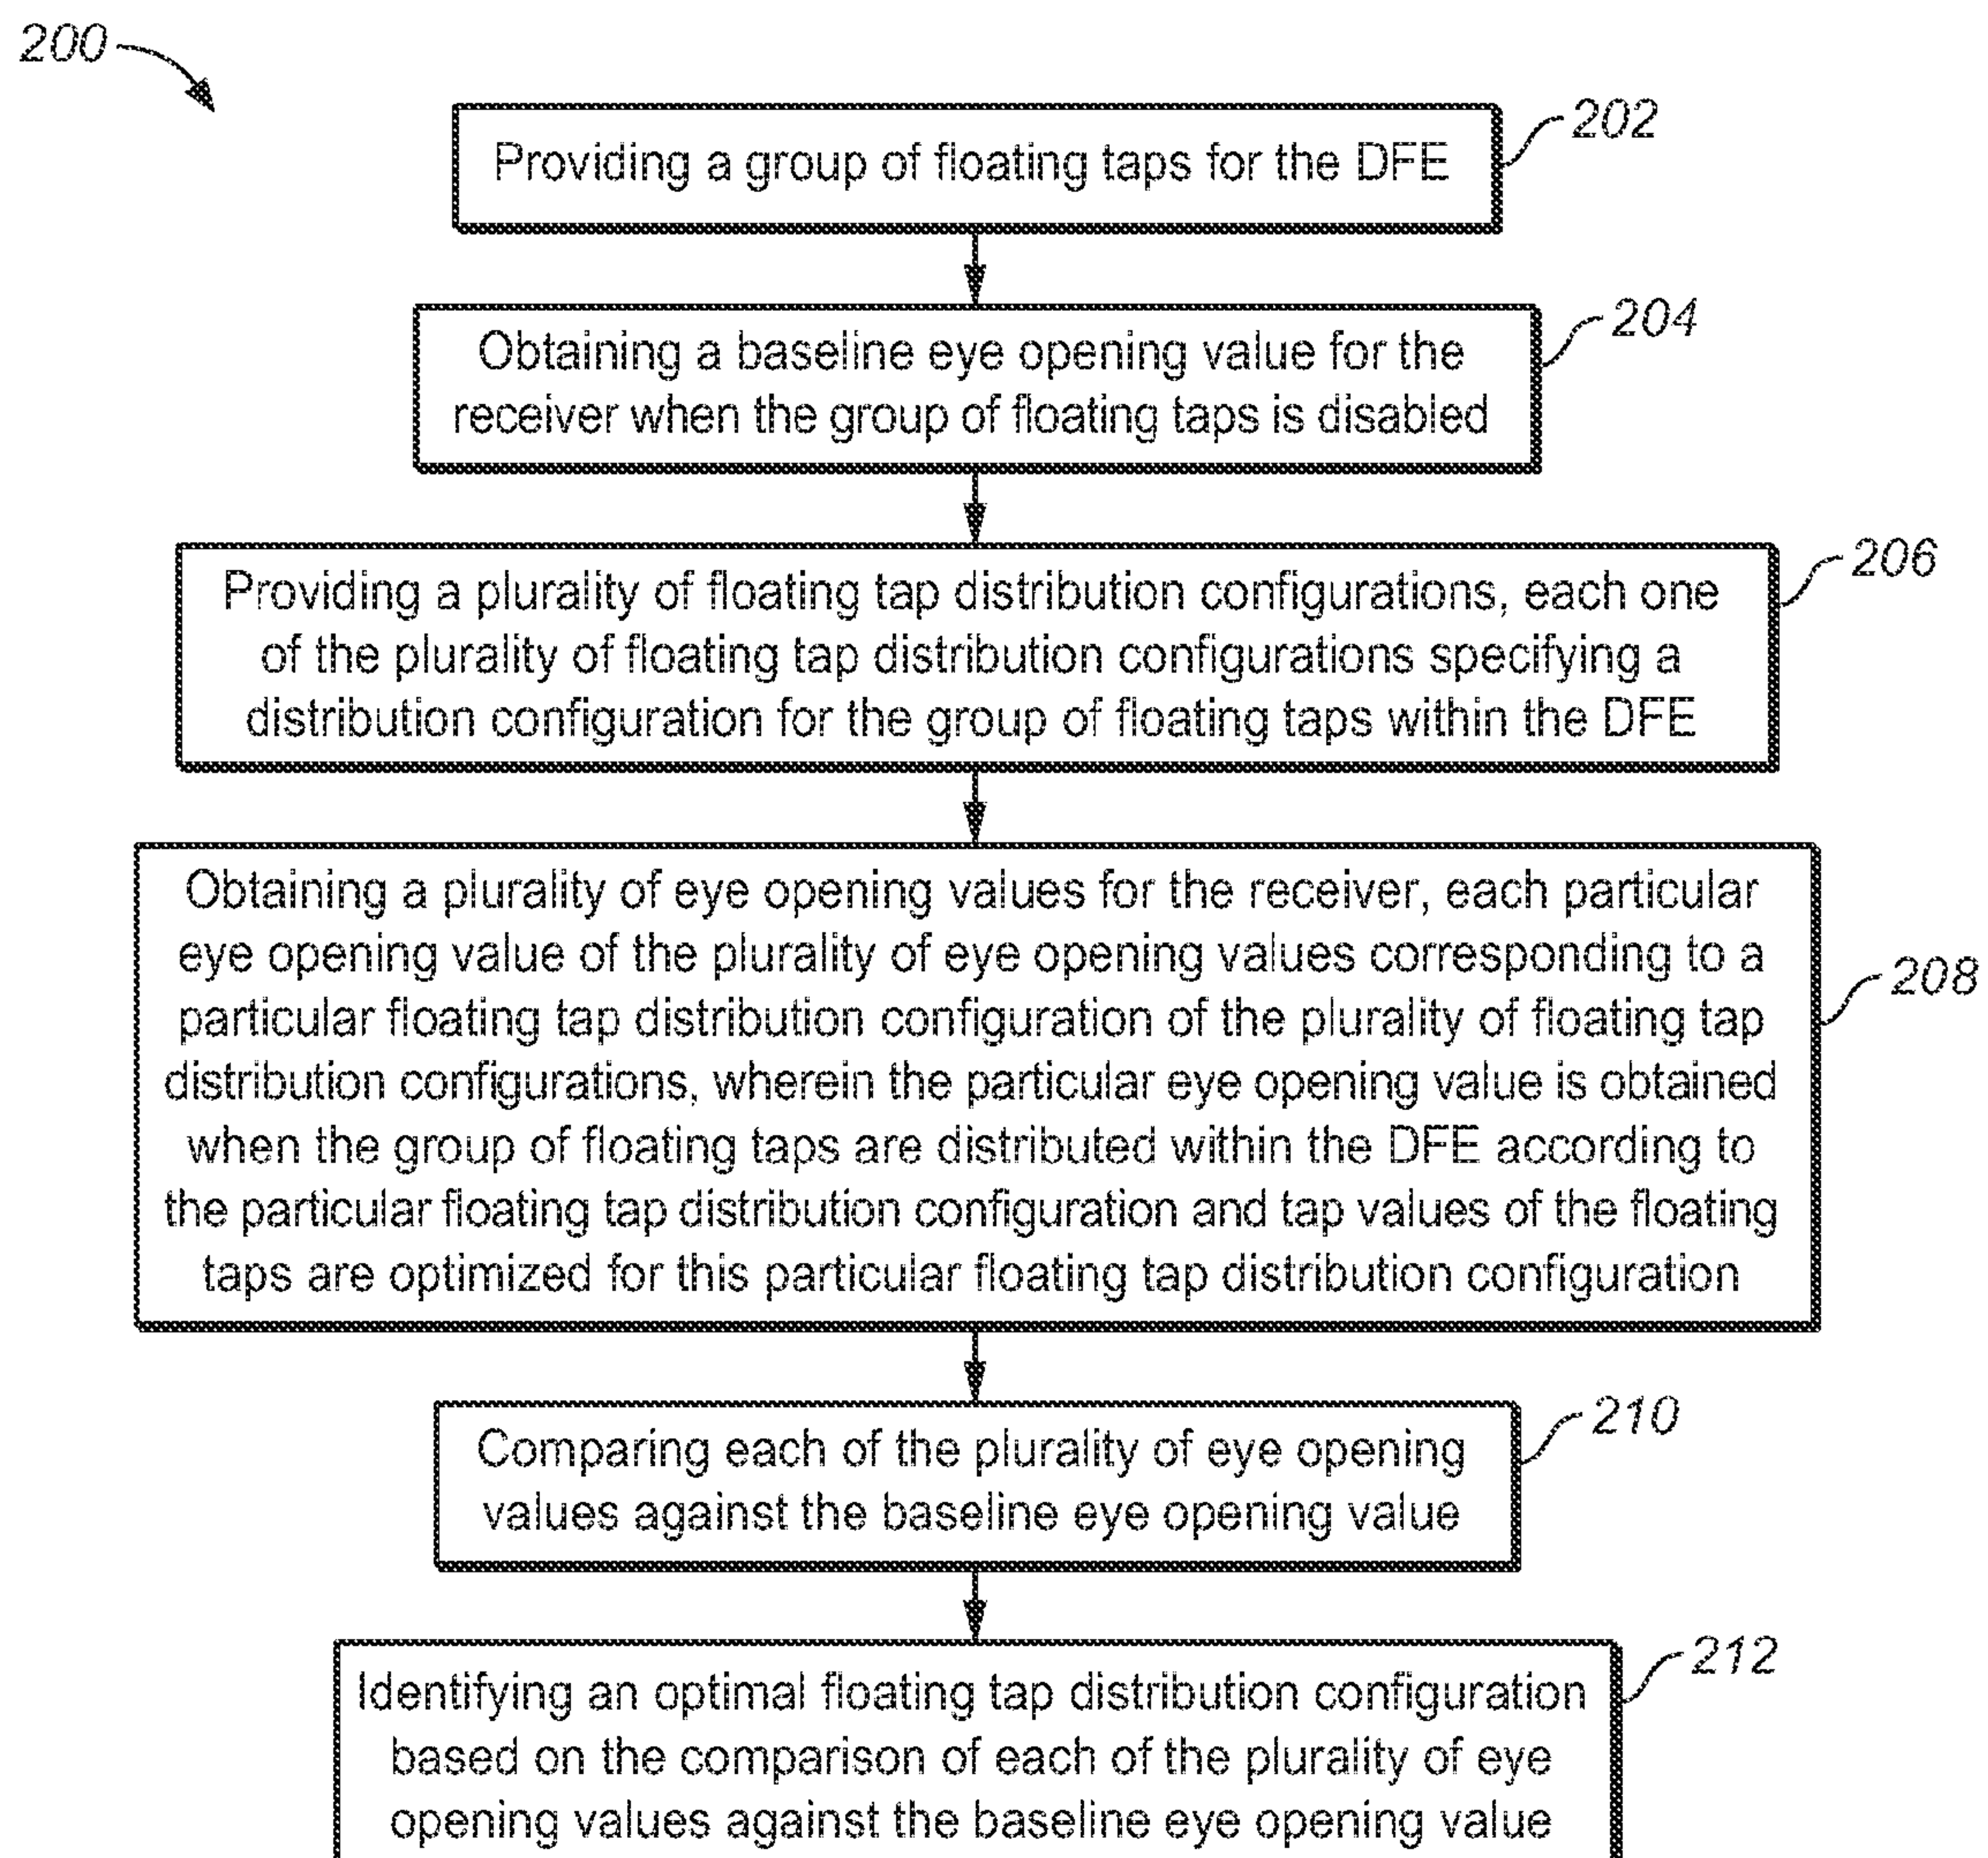 200
202
Providing a group of floating taps for the DFE
204
Obtaining a baseline eye opening value for the
receiver when the group of floating taps is disabled
206
Providing a plurality of floating tap distribution configurations, each one
of the plurality of floating tap distribution configurations specifying a
distribution configuration for the group of floating taps within the DFE
208
Obtaining a plurality of eye opening values for the receiver, each particular
eye opening value of the plurality of eye opening values corresponding to a
particular floating tap distribution configuration of the plurality of floating tap
distribution configurations, wherein the particular eye opening value is obtained
when the group of floating taps are distributed within the DFE according to
the particular floating tap distribution configuration and tap values of the floating
taps are optimized for this particular floating tap distribution configuration
210
Comparing each of the plurality of eye opening
values against the baseline eye opening value
212
Identifying an optimal floating tap distribution configuration
based on the comparison of each of the plurality of eye
opening values against the baseline eye opening value